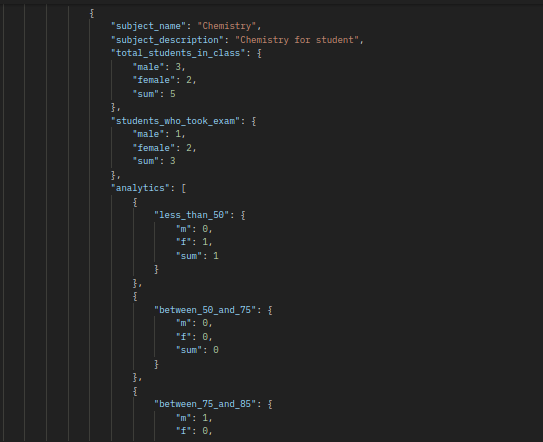 {
"subject_name": "Chemistry",
"subject_description": "Chemistry for student",
"total_students_in_class": {
"male": 3,
"female": 2,
"sum": 5
},
"students_who_took_exam": {
"male": 1,
"female": 2,
"sum": 3
},
"analytics": [
{
"less_than_50": {
"m": 0,
"f": 1,
"sum": 1
}
},
{
"between_50_and_75": {
"m": 0,
"f": 0,
"sum": 0
}
},
{
"between_75_and_85": {
"m": 1,
"f": 0,